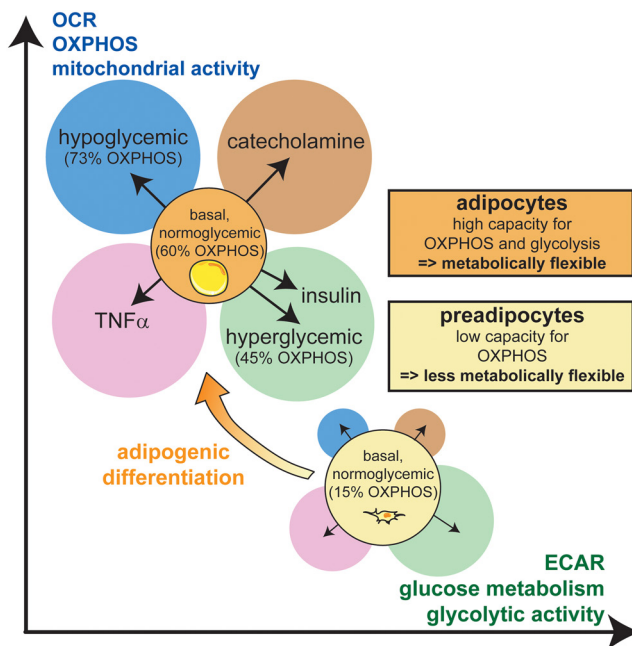 OCR
OXPHOS
mitochondrial activity
hypoglycemic
(73% OXPHOS)
catecholamine
basal,
normoglycemic
(60% OXPHOS)
TNFα
insulin
hyperglycemic
(45% OXPHOS)
adipocytes
high capacity for
OXPHOS and glycolysis
=> metabolically flexible
preadipocytes
low capacity for
OXPHOS
=> less metabolically flexible
adipogenic
differentiation
basal,
normoglycemic
(15% OXPHOS)
ECAR
glucose metabolism
glycolytic activity